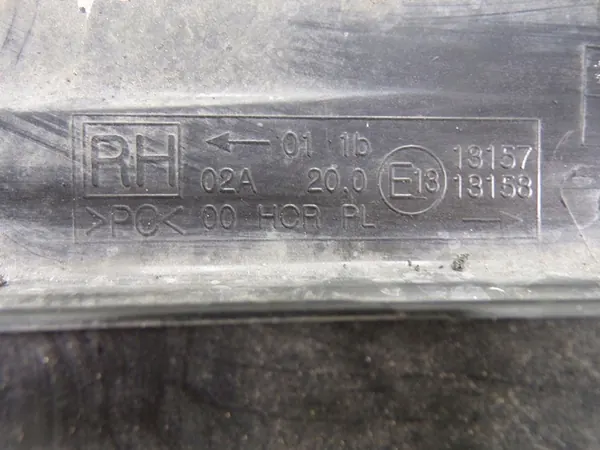 RH ← 01 1b
02A 20,0 E13 13157
13158
>PC< 00 HCR PL →